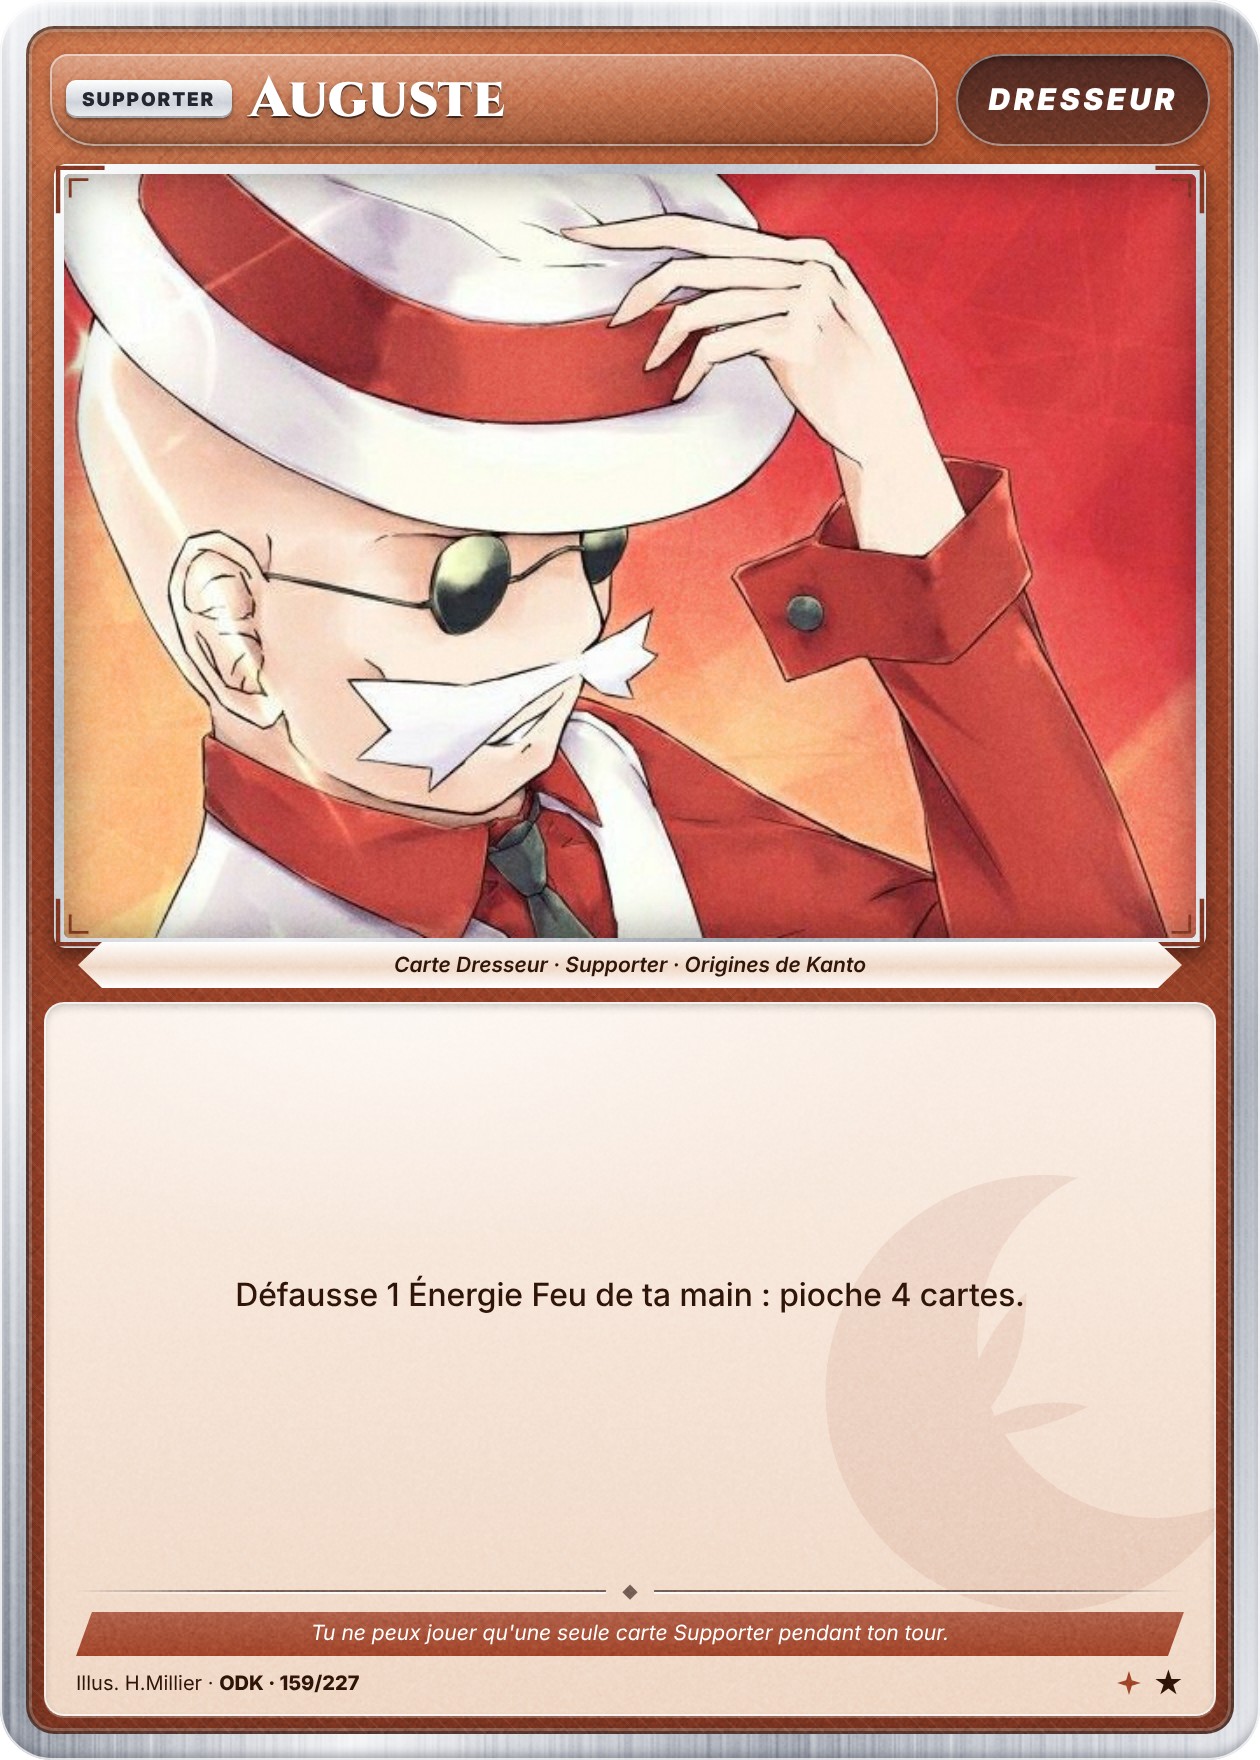 SUPPORTER
AUGUSTE
DRESSEUR
Carte Dresseur · Supporter · Origines de Kanto
Défausse 1 Énergie Feu de ta main : pioche 4 cartes.
Tu ne peux jouer qu'une seule carte Supporter pendant ton tour.
Illus. H.Millier · ODK · 159/227